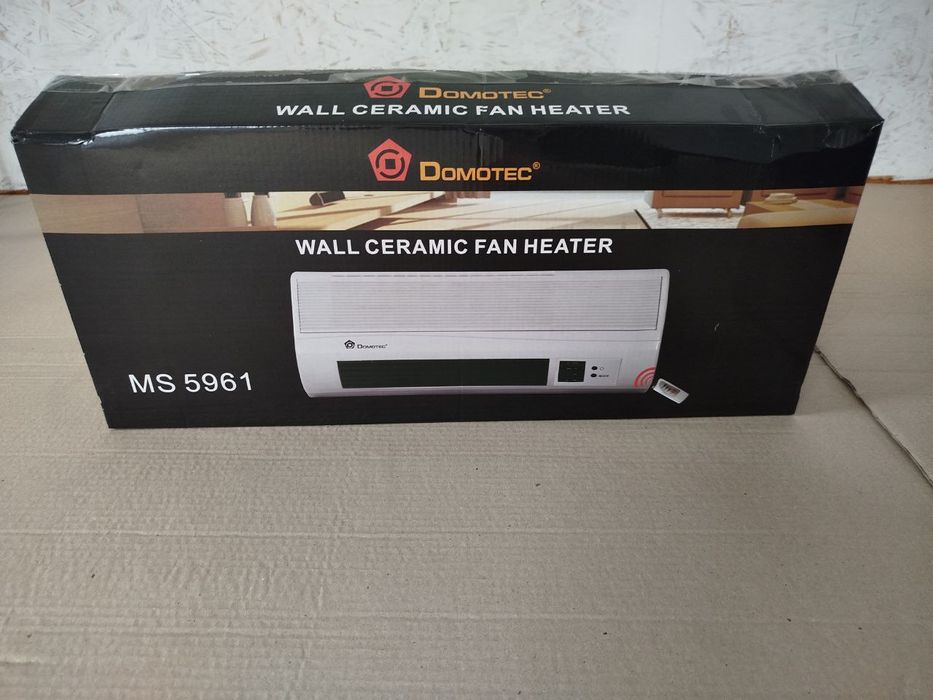 DOMOTEC®
WALL CERAMIC FAN HEATER
DOMOTEC®
WALL CERAMIC FAN HEATER
DOMOTEC®
MS 5961